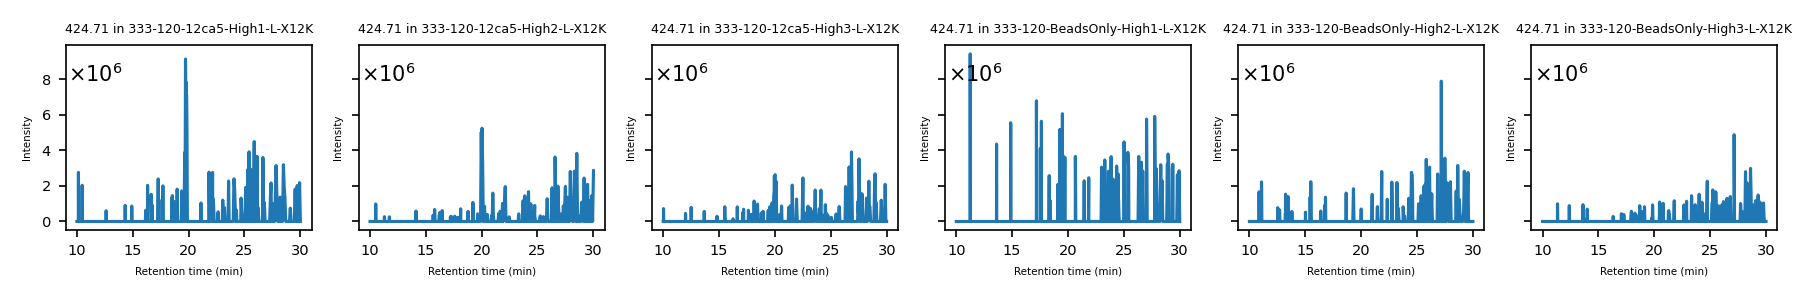 424.71 in 333-120-12ca5-High1-L-X12K
424.71 in 333-120-12ca5-High2-L-X12K
424.71 in 333-120-12ca5-High3-L-X12K
424.71 in 333-120-BeadsOnly-High1-L-X12K
424.71 in 333-120-BeadsOnly-High2-L-X12K
424.71 in 333-120-BeadsOnly-High3-L-X12K
×10⁶
×10⁶
×10⁶
×10⁶
×10⁶
×10⁶
8
6
4
2
0
Intensity
Intensity
Intensity
Intensity
Intensity
Intensity
10 15 20 25 30
10 15 20 25 30
10 15 20 25 30
10 15 20 25 30
10 15 20 25 30
10 15 20 25 30
Retention time (min)
Retention time (min)
Retention time (min)
Retention time (min)
Retention time (min)
Retention time (min)